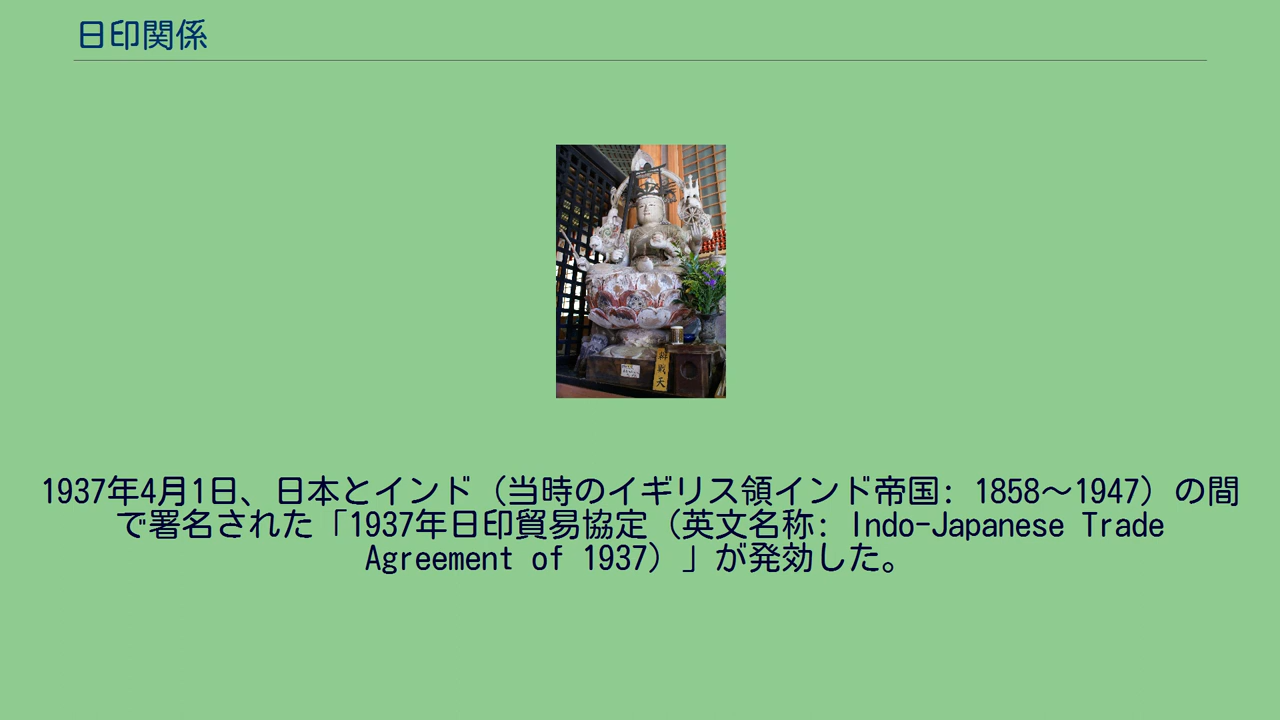 日印関係
辨戝天
1937年4月1日、日本とインド（当時のイギリス領インド帝国: 1858〜1947）の間
で署名された「1937年日印貿易協定（英文名称: Indo-Japanese Trade
Agreement of 1937）」が発効した。